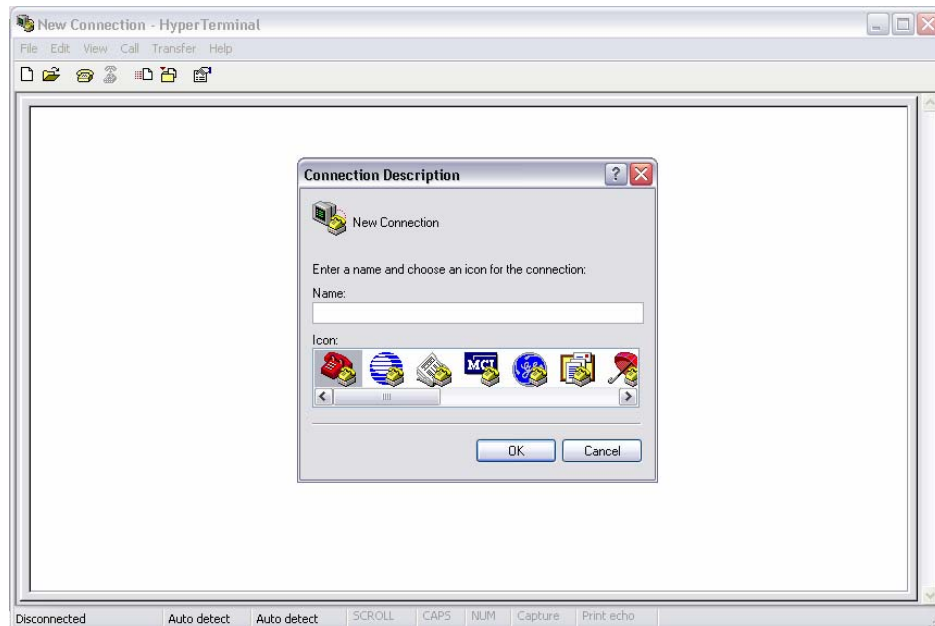 New Connection - HyperTerminal
File Edit View Call Transfer Help
Connection Description
New Connection
Enter a name and choose an icon for the connection:
Name:
Icon:
MCI
OK Cancel
Disconnected Auto detect Auto detect SCROLL CAPS NUM Capture Print echo